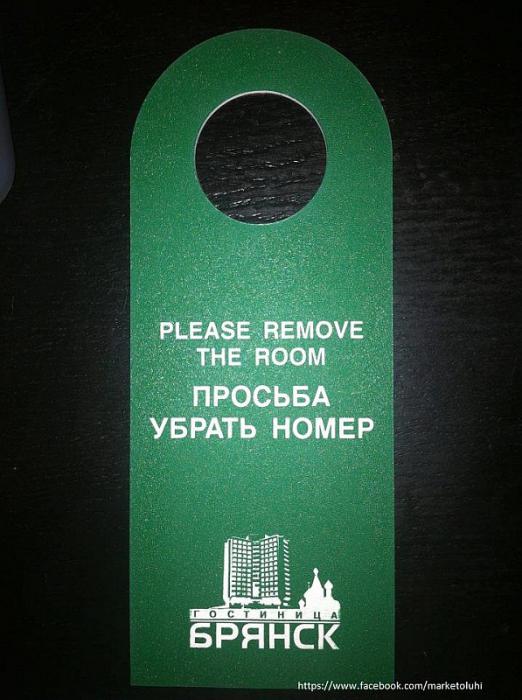 PLEASE REMOVE
THE ROOM
ПРОСЬБА
УБРАТЬ НОМЕР
ГОСТИНИЦА
БРЯНСК
https://www.facebook.com/marketoluhi